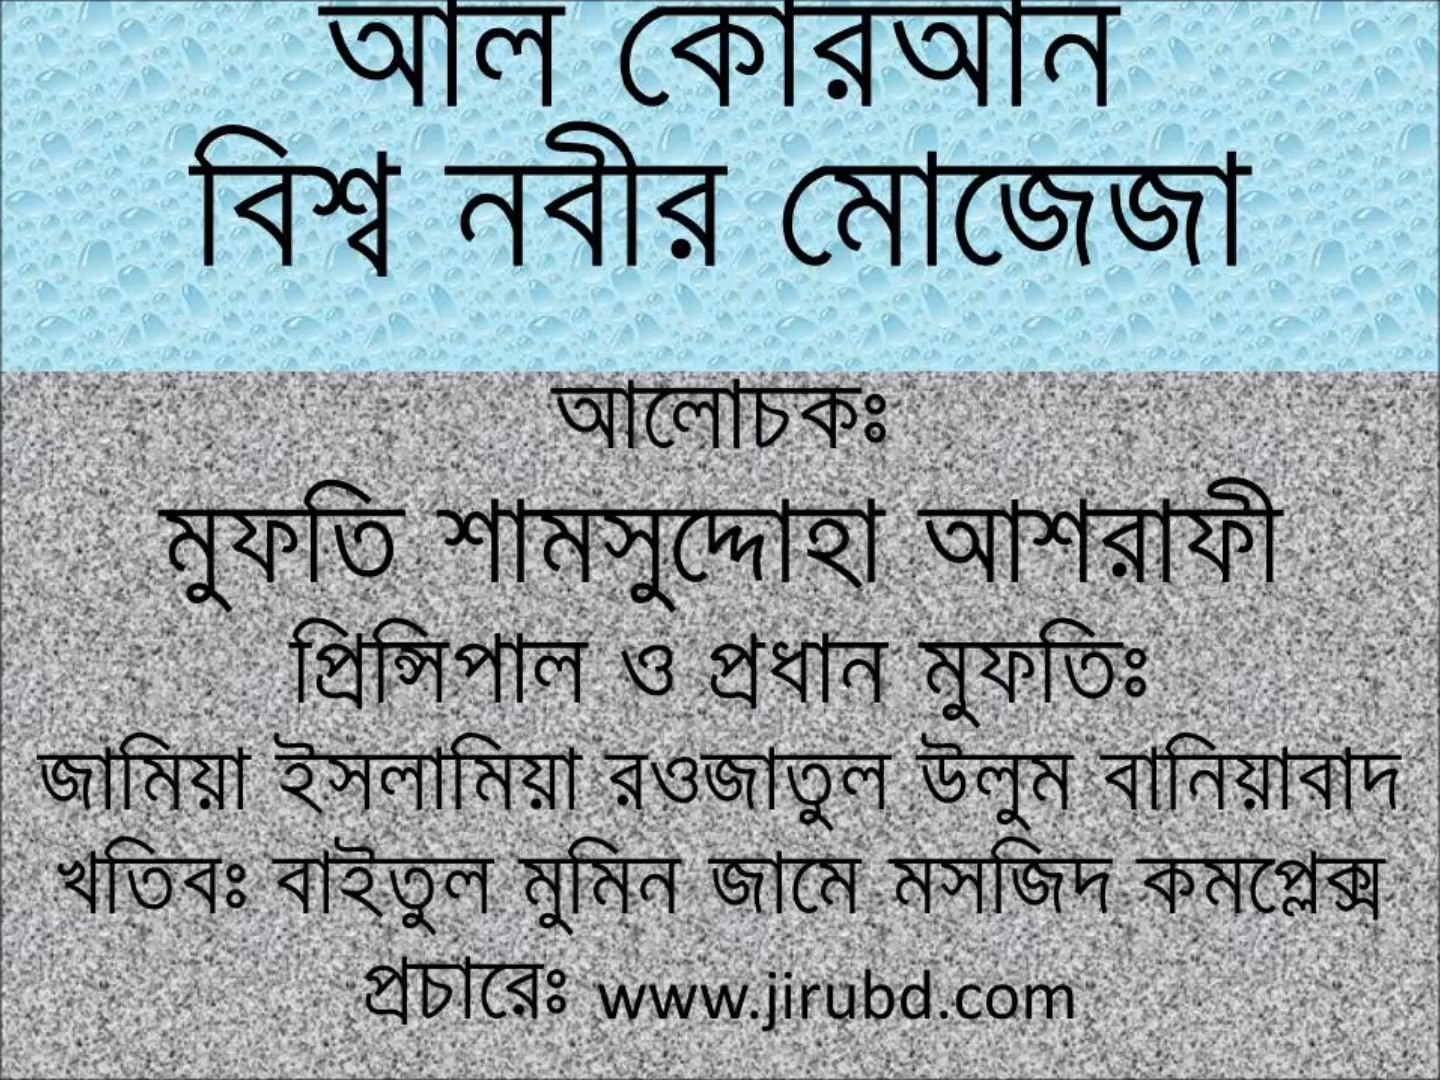 আল কোরআন
বিশ্ব নবীর মোজেজা
আলোচকঃ
মুফতি শামসুদ্দোহা আশরাফী
প্রিন্সিপাল ও প্রধান মুফতিঃ
জামিয়া ইসলামিয়া রওজাতুল উলুম বানিয়াবাদ
খতিবঃ বাইতুল মুমিন জামে মসজিদ কমপ্লেক্স
প্রচারেঃ www.jirubd.com